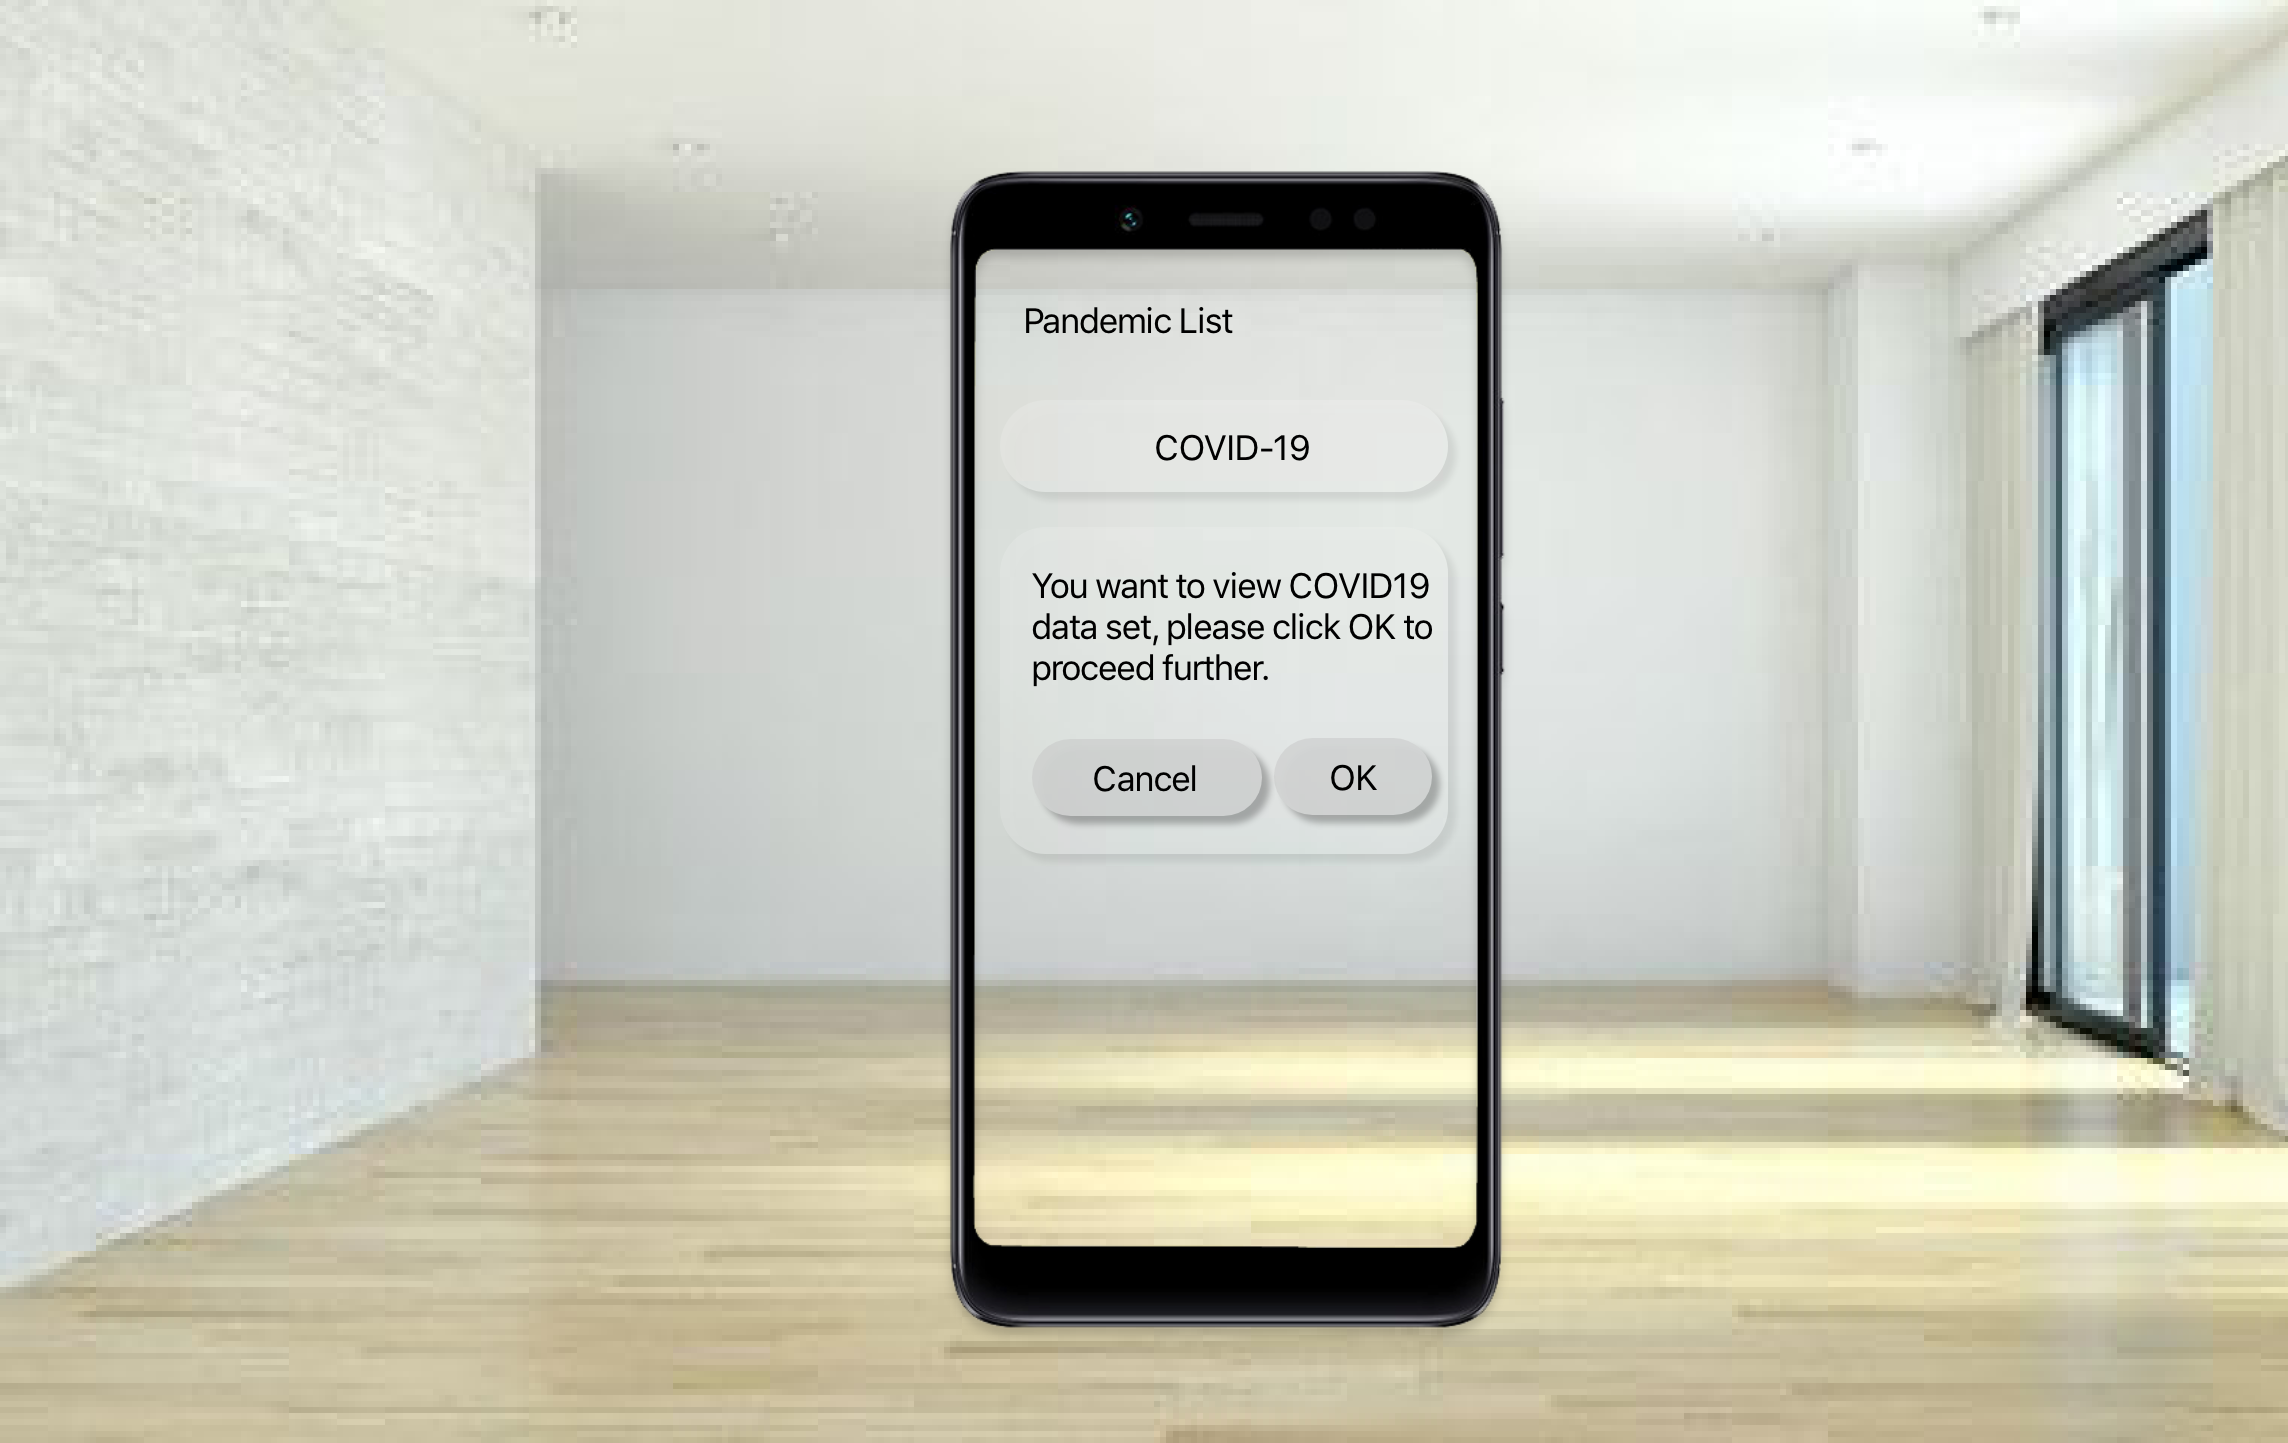 Pandemic List
COVID-19
You want to view COVID19
data set, please click OK to
proceed further.
Cancel
OK